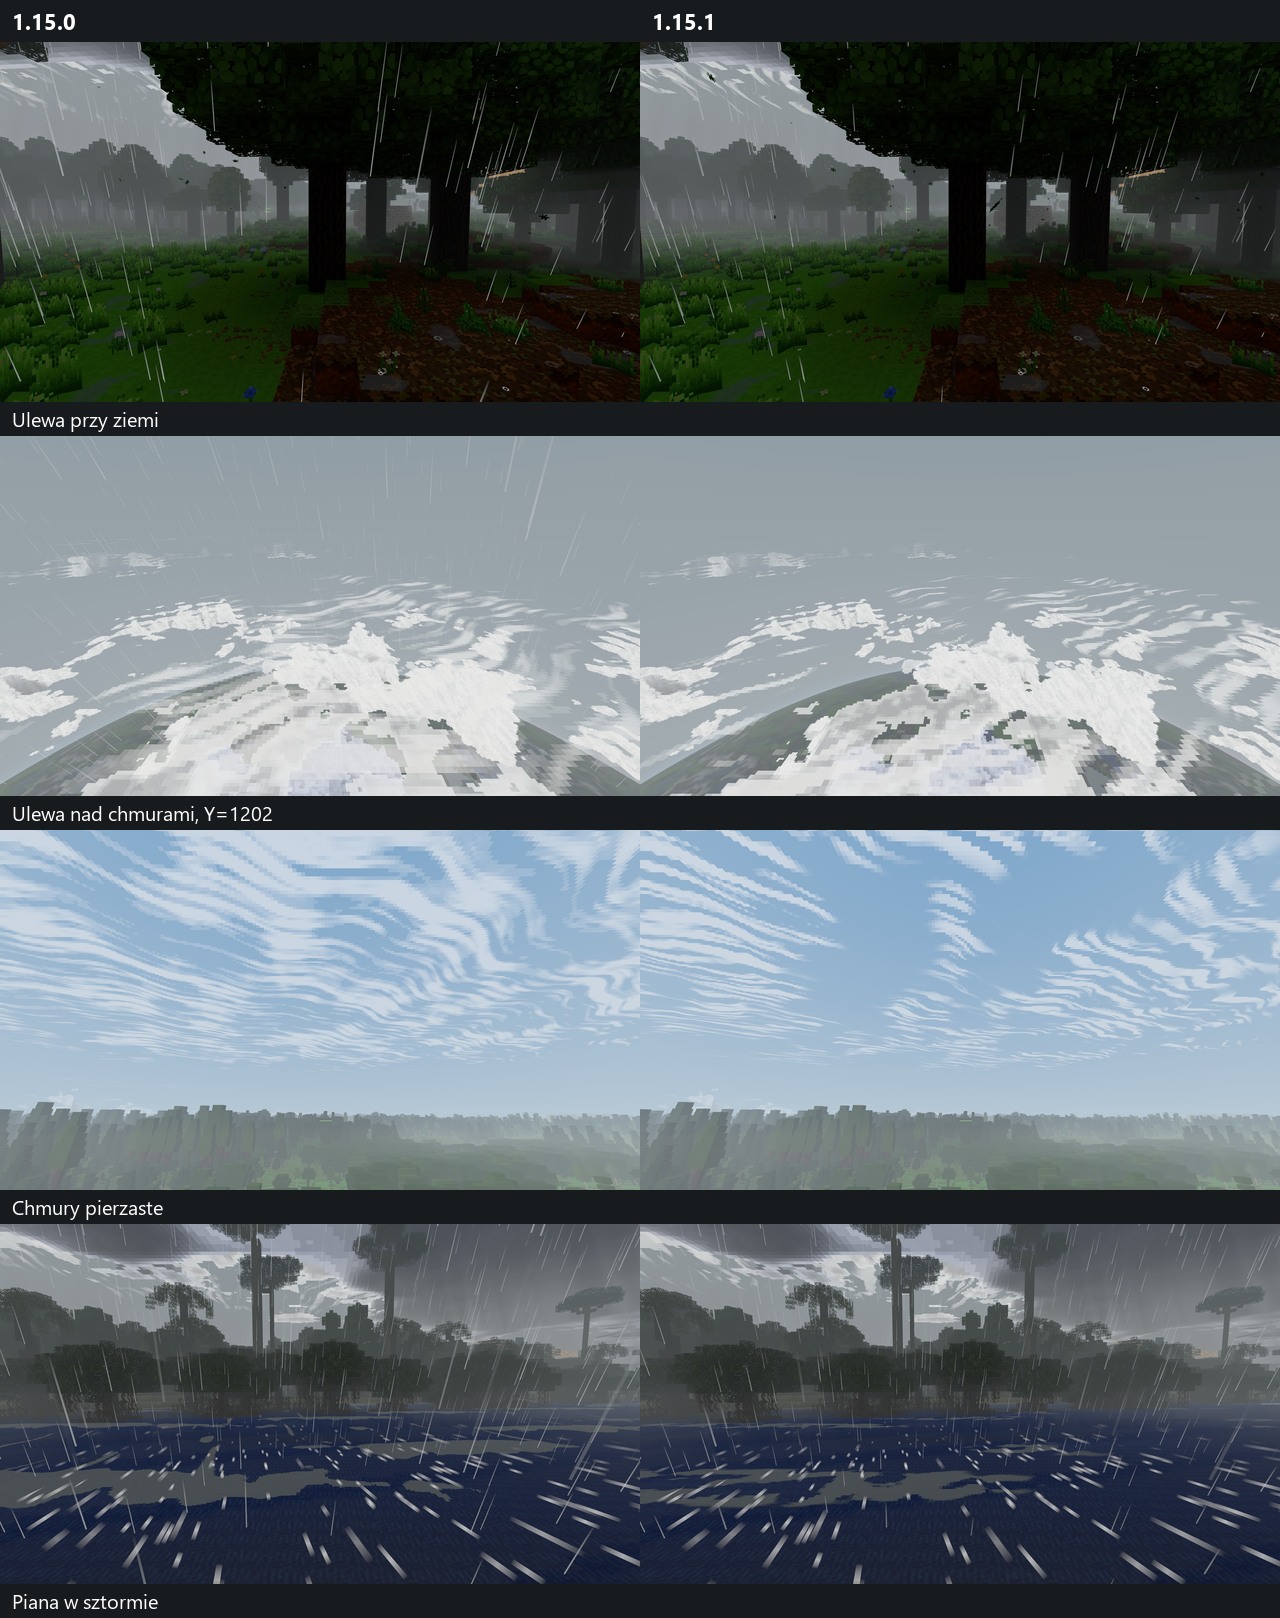 1.15.0
1.15.1
Ulewa przy ziemi
Ulewa nad chmurami, Y=1202
Chmury pierzaste
Piana w sztormie